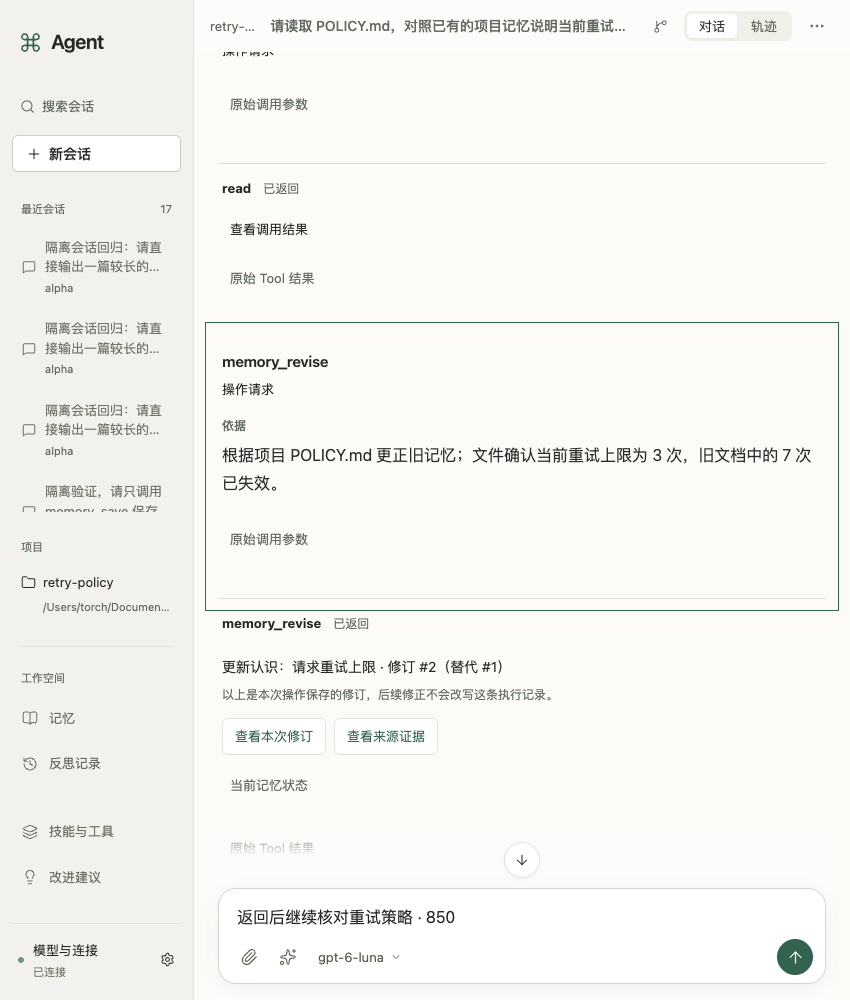 Agent
搜索会话
新会话
最近会话 17
隔离会话回归：请直
接输出一篇较长的...
alpha
隔离会话回归：请直
接输出一篇较长的...
alpha
隔离会话回归：请直
接输出一篇较长的...
alpha
隔离验证，请只调用
memory_save 保存
项目
retry-policy
/Users/torch/Documen...
工作空间
记忆
反思记录
技能与工具
改进建议
模型与连接
已连接
retry-... 请读取 POLICY.md，对照已有的项目记忆说明当前重试... 对话 轨迹
操作请求
原始调用参数
read 已返回
查看调用结果
原始 Tool 结果
memory_revise
操作请求
依据
根据项目 POLICY.md 更正旧记忆；文件确认当前重试上限为 3 次，旧文档中的 7 次
已失效。
原始调用参数
memory_revise 已返回
更新认识：请求重试上限 · 修订 #2（替代 #1）
以上是本次操作保存的修订，后续修正不会改写这条执行记录。
查看本次修订 查看来源证据
当前记忆状态
原始 Tool 结果
返回后继续核对重试策略 · 850
gpt-6-luna